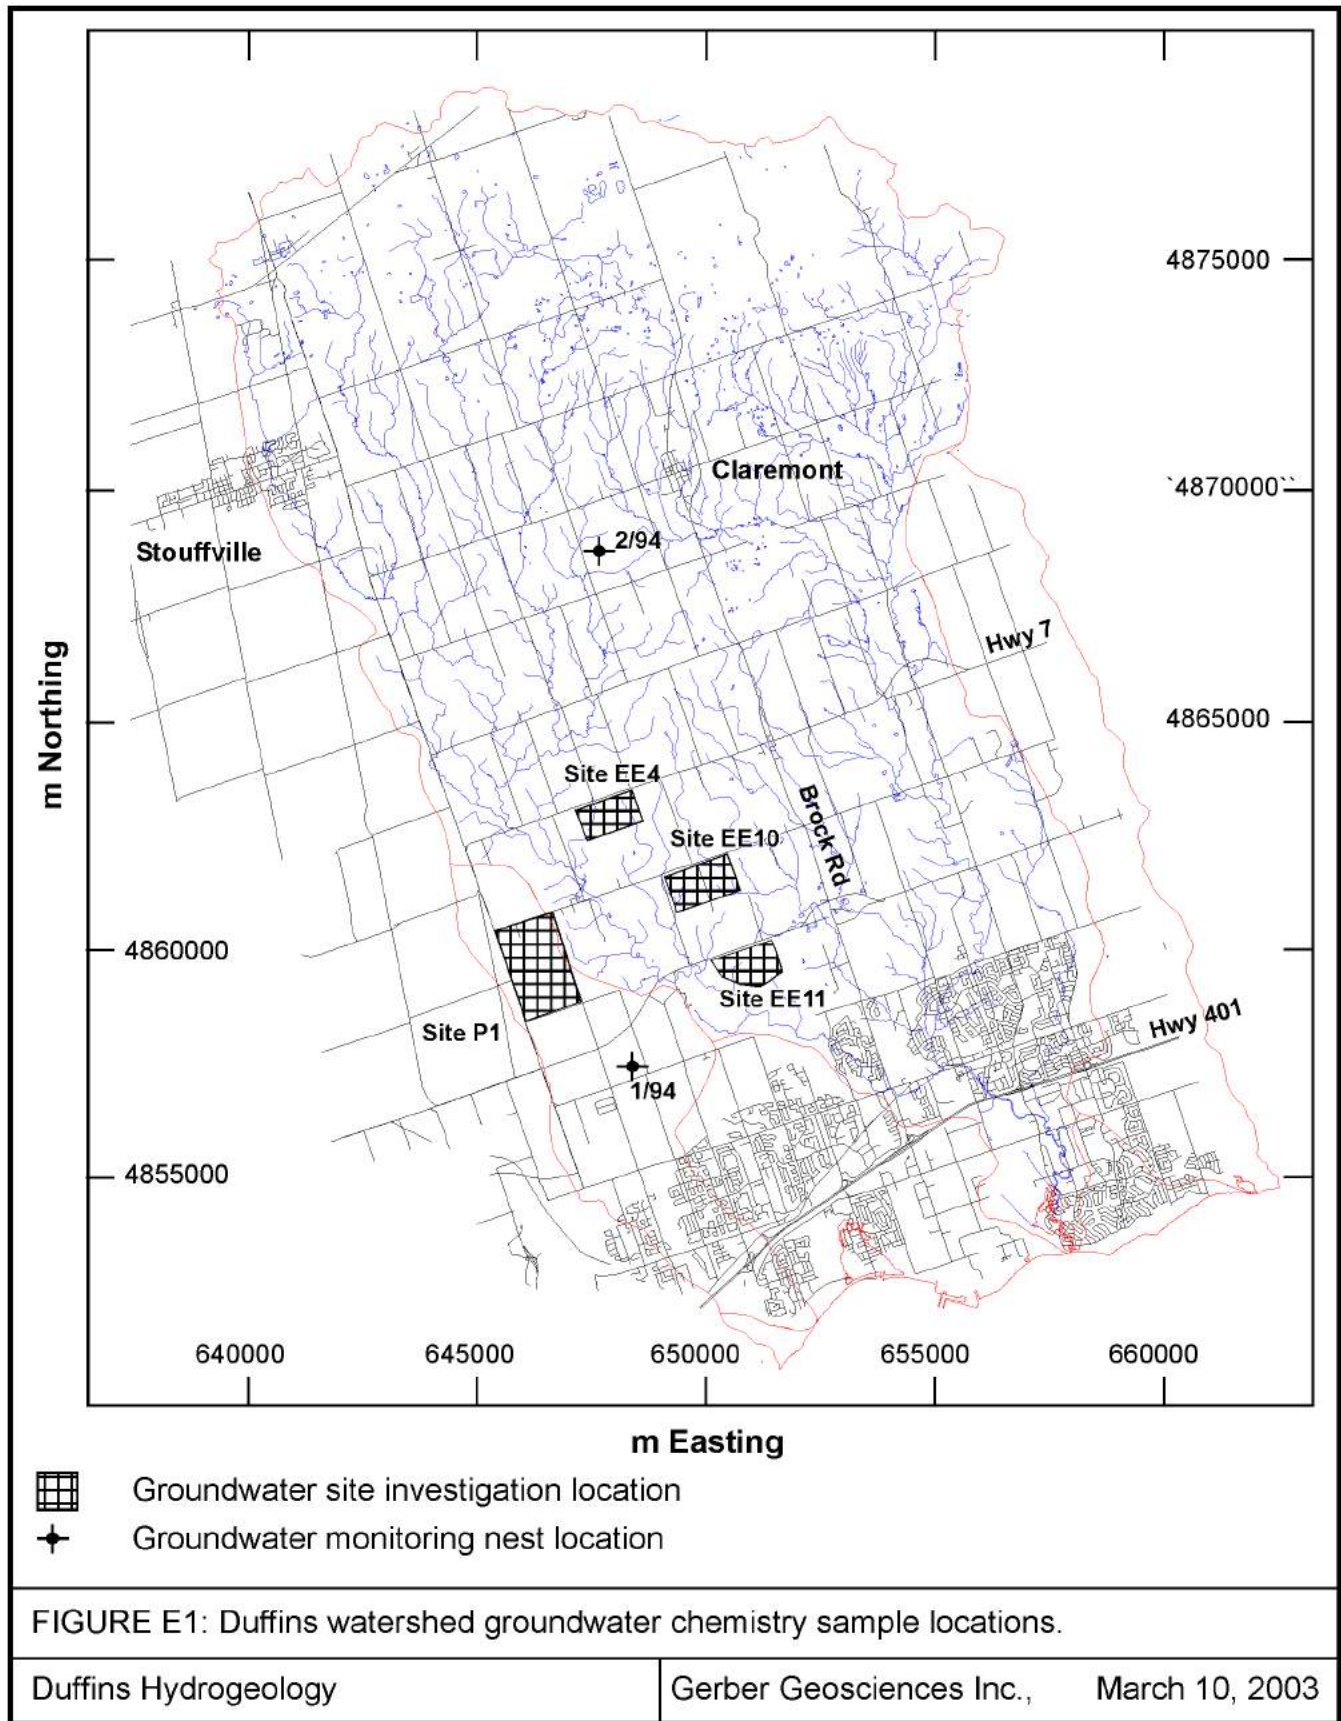 4875000
Claremont
`4870000``
Stouffville
2/94
Hwy 7
m Northing
4865000
Site EE4
Brock Rd
Site EE10
4860000
Site EE11
Site P1
Hwy 401
1/94
4855000
640000 645000 650000 655000 660000
m Easting
Groundwater site investigation location
Groundwater monitoring nest location
FIGURE E1: Duffins watershed groundwater chemistry sample locations.
Duffins Hydrogeology
Gerber Geosciences Inc., March 10, 2003